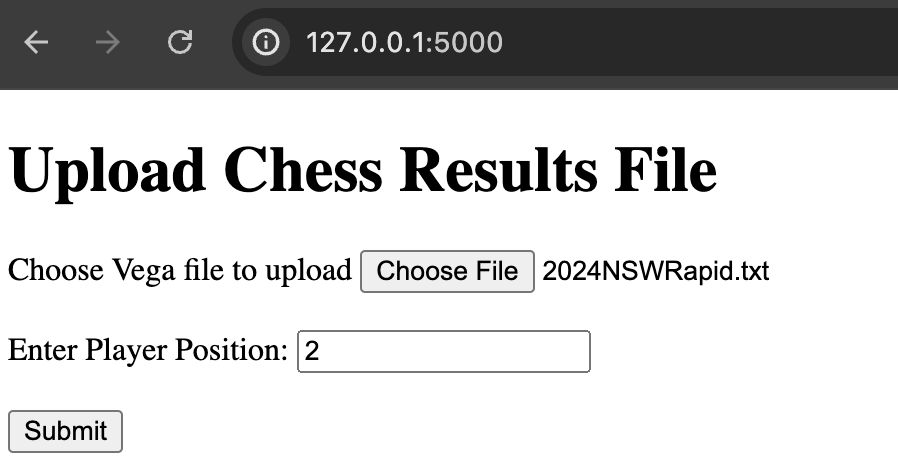 127.0.0.1:5000
Upload Chess Results File
Choose Vega file to upload Choose File 2024NSWRapid.txt
Enter Player Position: 2
Submit